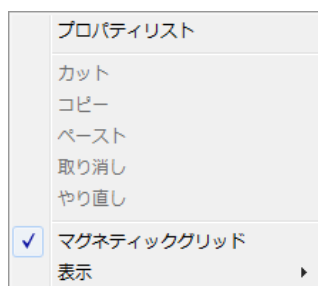 プロパティリスト
カット
コピー
ペースト
取り消し
やり直し
マグネティックグリッド
表示